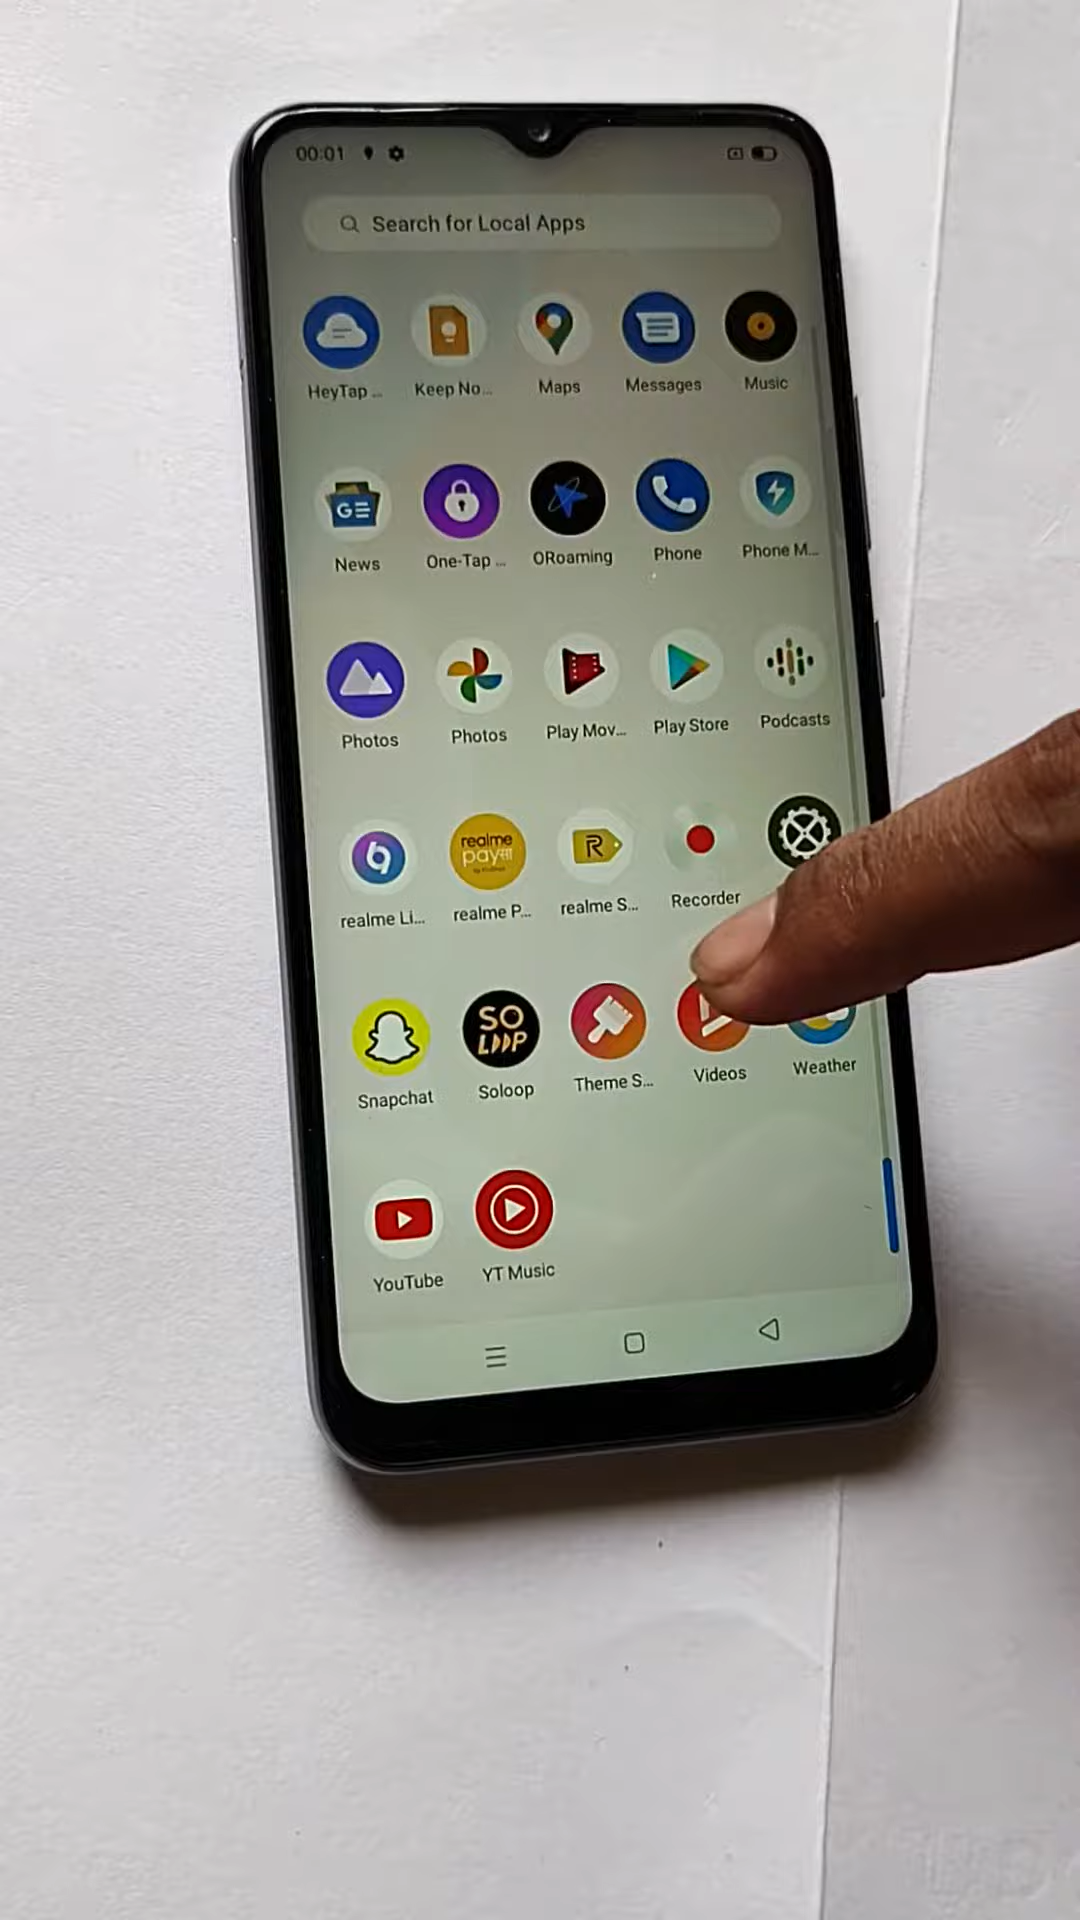 00:01
Search for Local Apps
HeyTap ...
Keep No...
Maps
Messages
Music
GE
News
One-Tap ...
ORoaming
Phone
Phone M...
Photos
Photos
Play Mov...
Play Store
Podcasts
realme
pay
R
realme Li...
realme P...
realme S...
Recorder
SO
LOOP
Snapchat
Soloop
Theme S...
Videos
Weather
YouTube
YT Music